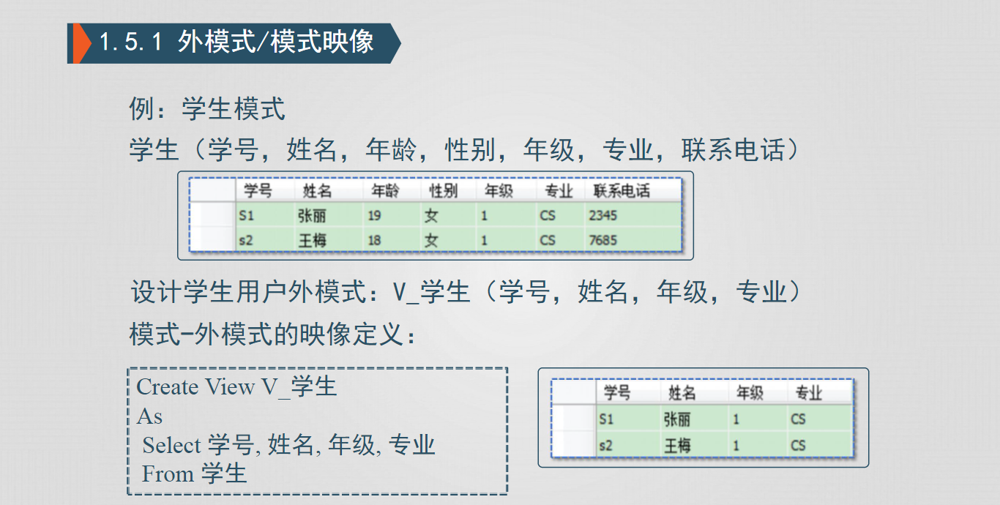 1.5.1 外模式/模式映像
例：学生模式
学生（学号，姓名，年龄，性别，年级，专业，联系电话）
学号 姓名 年龄 性别 年级 专业 联系电话
S1 张丽 19 女 1 CS 2345
s2 王梅 18 女 1 CS 7685
设计学生用户外模式：V_学生（学号，姓名，年级，专业）
模式-外模式的映像定义：
Create View V_学生
As
Select 学号, 姓名, 年级, 专业
From 学生
学号 姓名 年级 专业
S1 张丽 1 CS
s2 王梅 1 CS